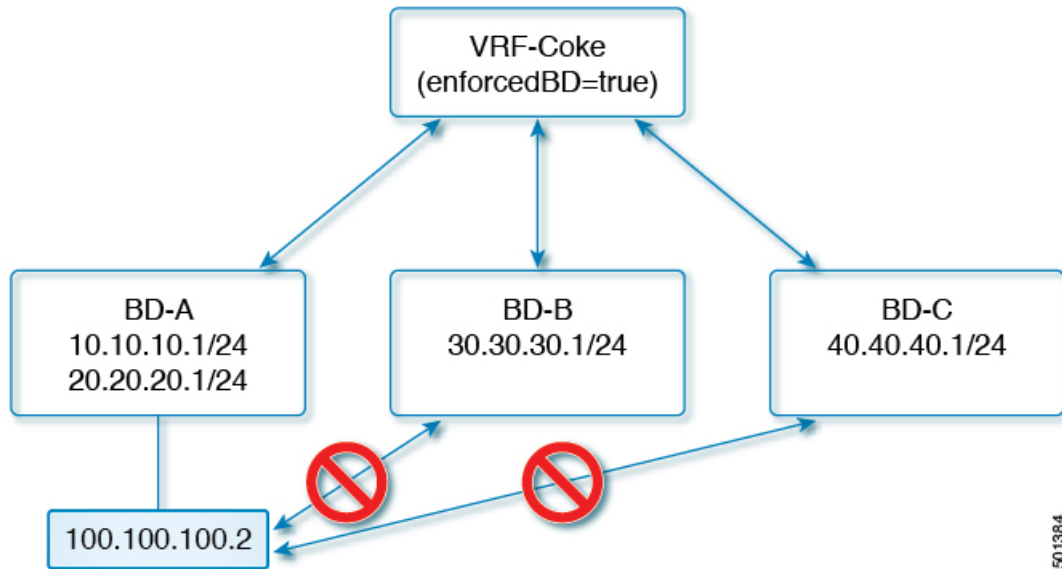 VRF-Coke
(enforcedBD=true)
BD-A
10.10.10.1/24
20.20.20.1/24
BD-B
30.30.30.1/24
BD-C
40.40.40.1/24
100.100.100.2
501384